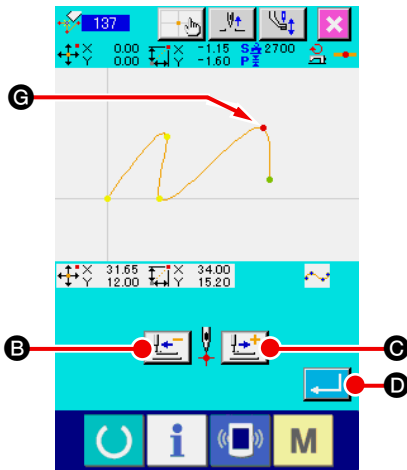 137
X 0.00 X -1.15 S 2700
Y 0.00 Y -1.60 P
G
X 31.65 X 34.00
Y 12.00 Y 15.20
B
C
D
i M